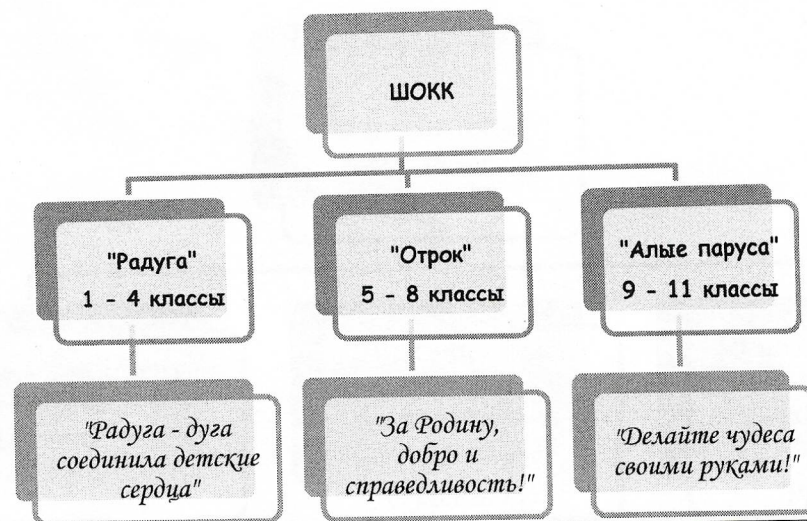 ШОКК
"Радуга"
1 - 4 классы
"Отрок"
5 - 8 классы
"Алые паруса"
9 - 11 классы
"Радуга - дуга
соединила детские
сердца"
"За Родину,
добро и
справедливость!"
"Делайте чудеса
своими руками!"